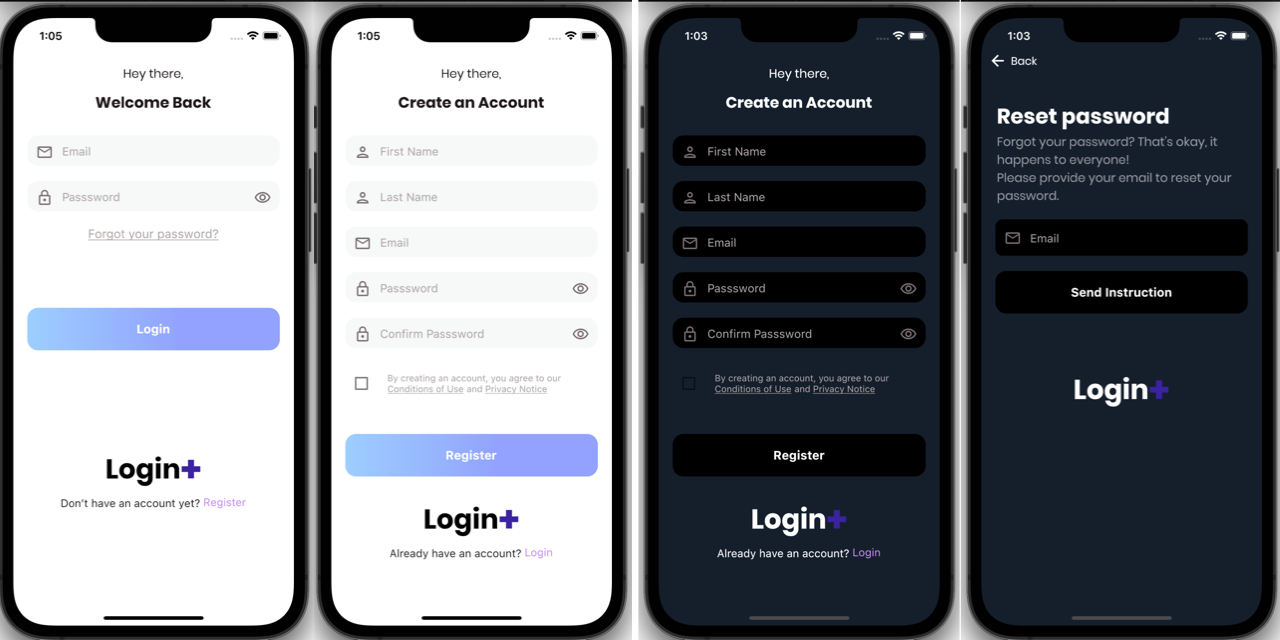 1:05
Hey there,
Welcome Back
Email
Passsword
Forgot your password?
Login
Login+
Don't have an account yet? Register
1:05
Hey there,
Create an Account
First Name
Last Name
Email
Passsword
Confirm Passsword
By creating an account, you agree to our
Conditions of Use and Privacy Notice
Register
Login+
Already have an account? Login
1:03
Hey there,
Create an Account
First Name
Last Name
Email
Passsword
Confirm Passsword
By creating an account, you agree to our
Conditions of Use and Privacy Notice
Register
Login+
Already have an account? Login
1:03
Back
Reset password
Forgot your password? That's okay, it
happens to everyone!
Please provide your email to reset your
password.
Email
Send Instruction
Login+